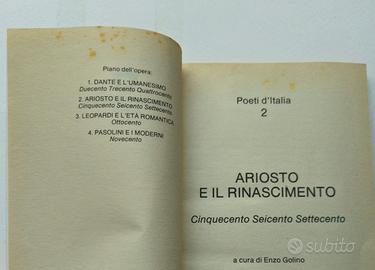 Piano dell'opera:
1. DANTE E L'UMANESIMO
Duecento Trecento Quattrocento
2. ARIOSTO E IL RINASCIMENTO
Cinquecento Seicento Settecento
3. LEOPARDI E L'ETÀ ROMANTICA
Ottocento
4. PASOLINI E I MODERNI
Novecento
Poeti d'Italia
2
ARIOSTO
E IL RINASCIMENTO
Cinquecento Seicento Settecento
a cura di Enzo Golino
subito